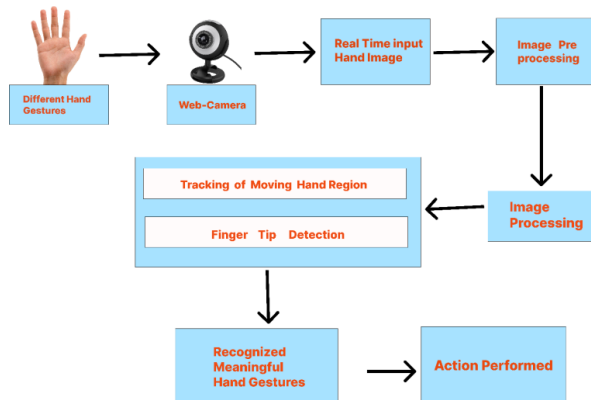 Different Hand
Gestures
Web-Camera
Real Time input
Hand Image
Image Pre
processing
Image
Processing
Tracking of Moving Hand Region
Finger Tip Detection
Recognized
Meaningful
Hand Gestures
Action Performed